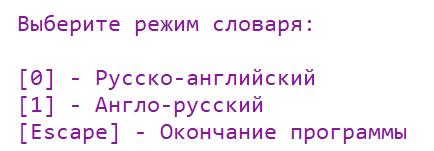 Выберите режим словаря:
[0] - Русско-английский
[1] - Англо-русский
[Escape] - Окончание программы